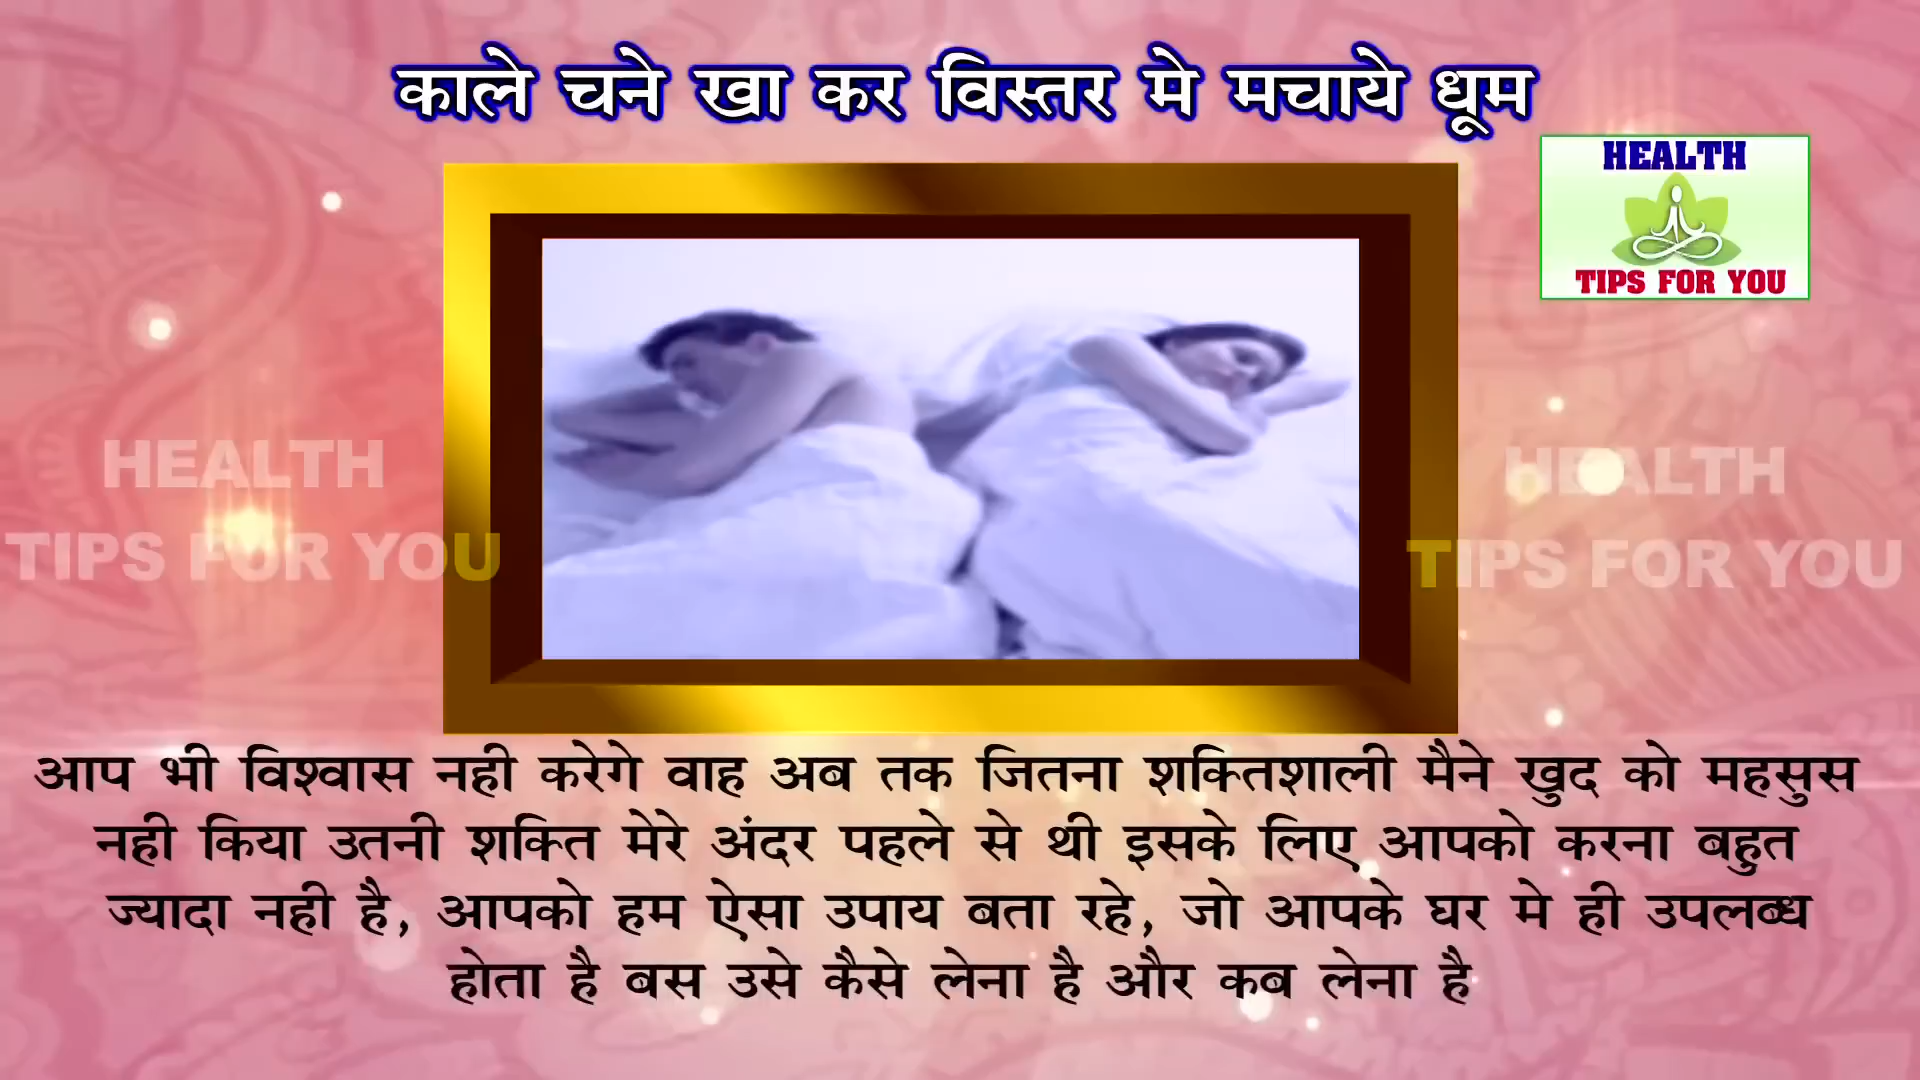 काले चने खा कर विस्तर मे मचाये धूम
HEALTH
TIPS FOR YOU
HEALTH
TIPS FOR YOU
HEALTH
TIPS FOR YOU
आप भी विश्वास नही करेगे वाह अब तक जितना शक्तिशाली मैने खुद को महसुस
नही किया उतनी शक्ति मेरे अंदर पहले से थी इसके लिए आपको करना बहुत
ज्यादा नही है, आपको हम ऐसा उपाय बता रहे, जो आपके घर मे ही उपलब्ध
होता है बस उसे कैसे लेना है और कब लेना है